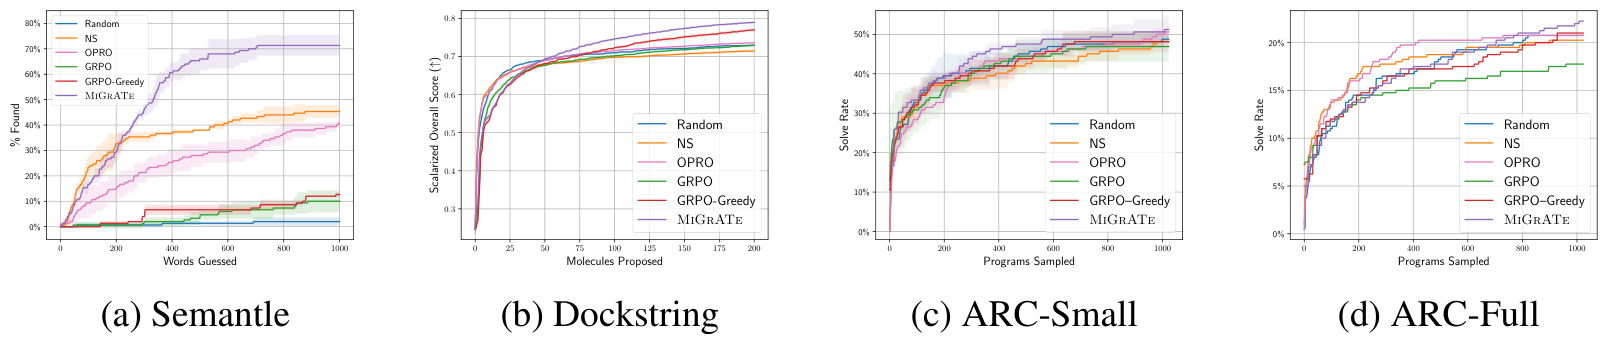 80%
70%
60%
50%
40%
30%
20%
10%
0%
% Found
Random
NS
OPRO
GRPO
GRPO-Greedy
MiGrATe
0
200
400
600
800
1000
Words Guessed
(a) Semantle
0.8
0.7
0.6
0.5
0.4
0.3
Scalarized Overall Score (↑)
Random
NS
OPRO
GRPO
GRPO-Greedy
MiGrATe
0
25
50
75
100
125
150
175
200
Molecules Proposed
(b) Dockstring
50%
40%
30%
20%
10%
0%
Solve Rate
Random
NS
OPRO
GRPO
GRPO–Greedy
MiGrATe
0
200
400
600
800
1000
Programs Sampled
(c) ARC-Small
20%
15%
10%
5%
0%
Solve Rate
Random
NS
OPRO
GRPO
GRPO–Greedy
MiGrATe
0
200
400
600
800
1000
Programs Sampled
(d) ARC-Full